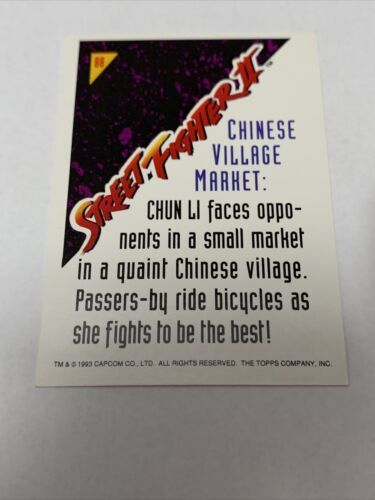 88
STREET FIGHTER II
CHINESE
VILLAGE
MARKET:
CHUN LI faces oppo-
nents in a small market
in a quaint Chinese village.
Passers-by ride bicycles as
she fights to be the best!
TM & © 1993 CAPCOM CO., LTD. ALL RIGHTS RESERVED. THE TOPPS COMPANY, INC.